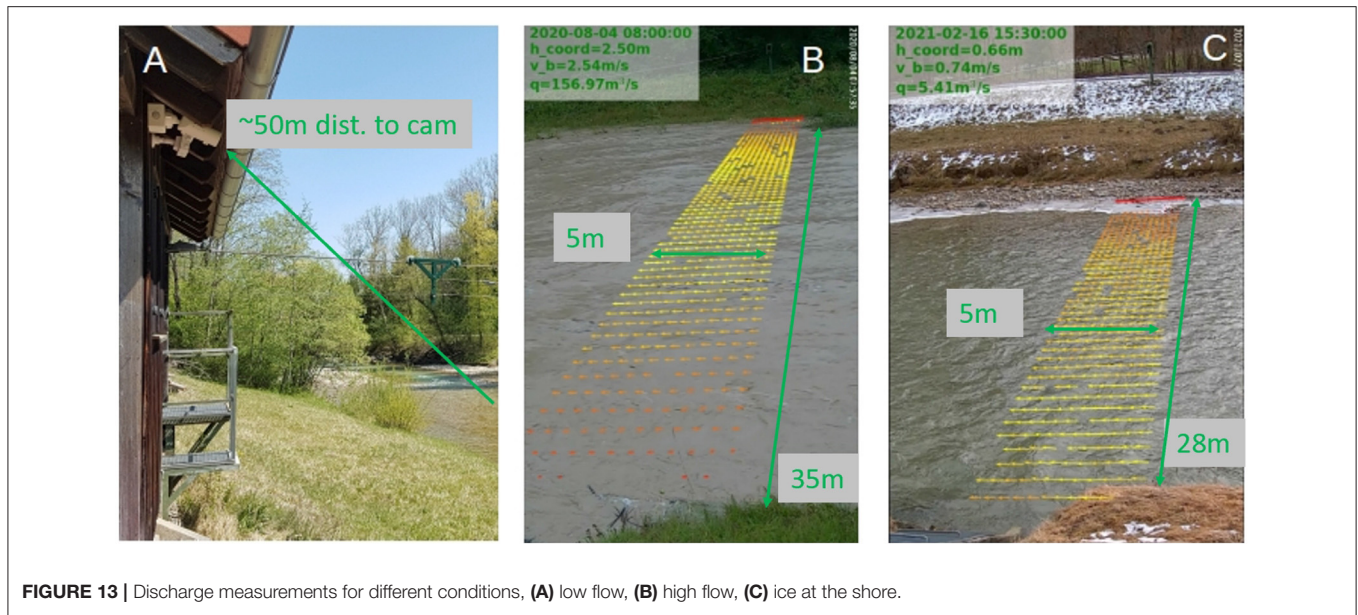 A
~50m dist. to cam
2020-08-04 08:00:00
h_coord=2.50m
v_b=2.54m/s
q=156.97m³/s
B
5m
35m
2021-02-16 15:30:00
h_coord=0.66m
v_b=0.74m/s
q=5.41m³/s
C
5m
28m
FIGURE 13 | Discharge measurements for different conditions, (A) low flow, (B) high flow, (C) ice at the shore.